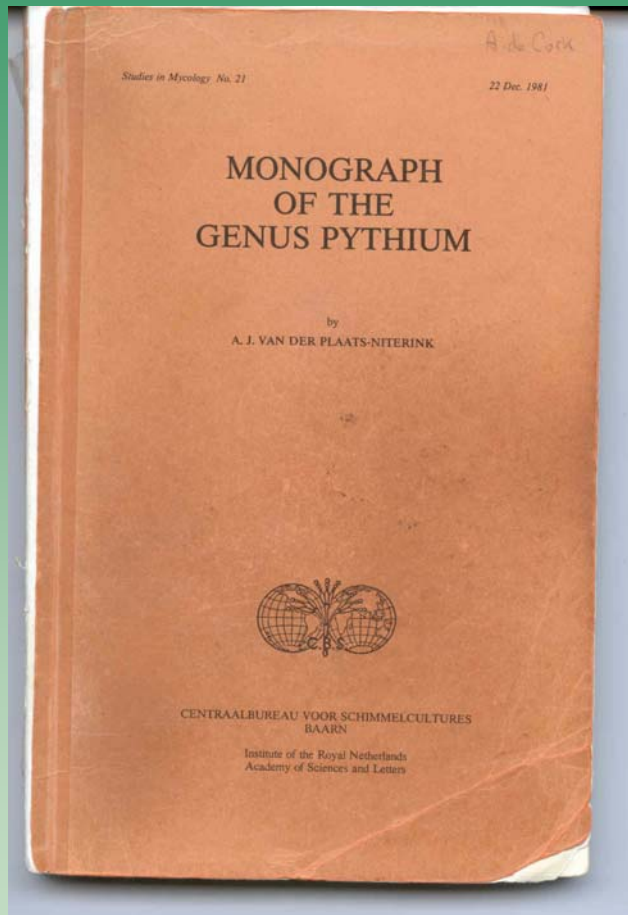 A. de Cock
Studies in Mycology No. 21
22 Dec. 1981
MONOGRAPH
OF THE
GENUS PYTHIUM
by
A. J. VAN DER PLAATS-NITERINK
C.B.S.
CENTRAALBUREAU VOOR SCHIMMELCULTURES
BAARN
Institute of the Royal Netherlands
Academy of Sciences and Letters